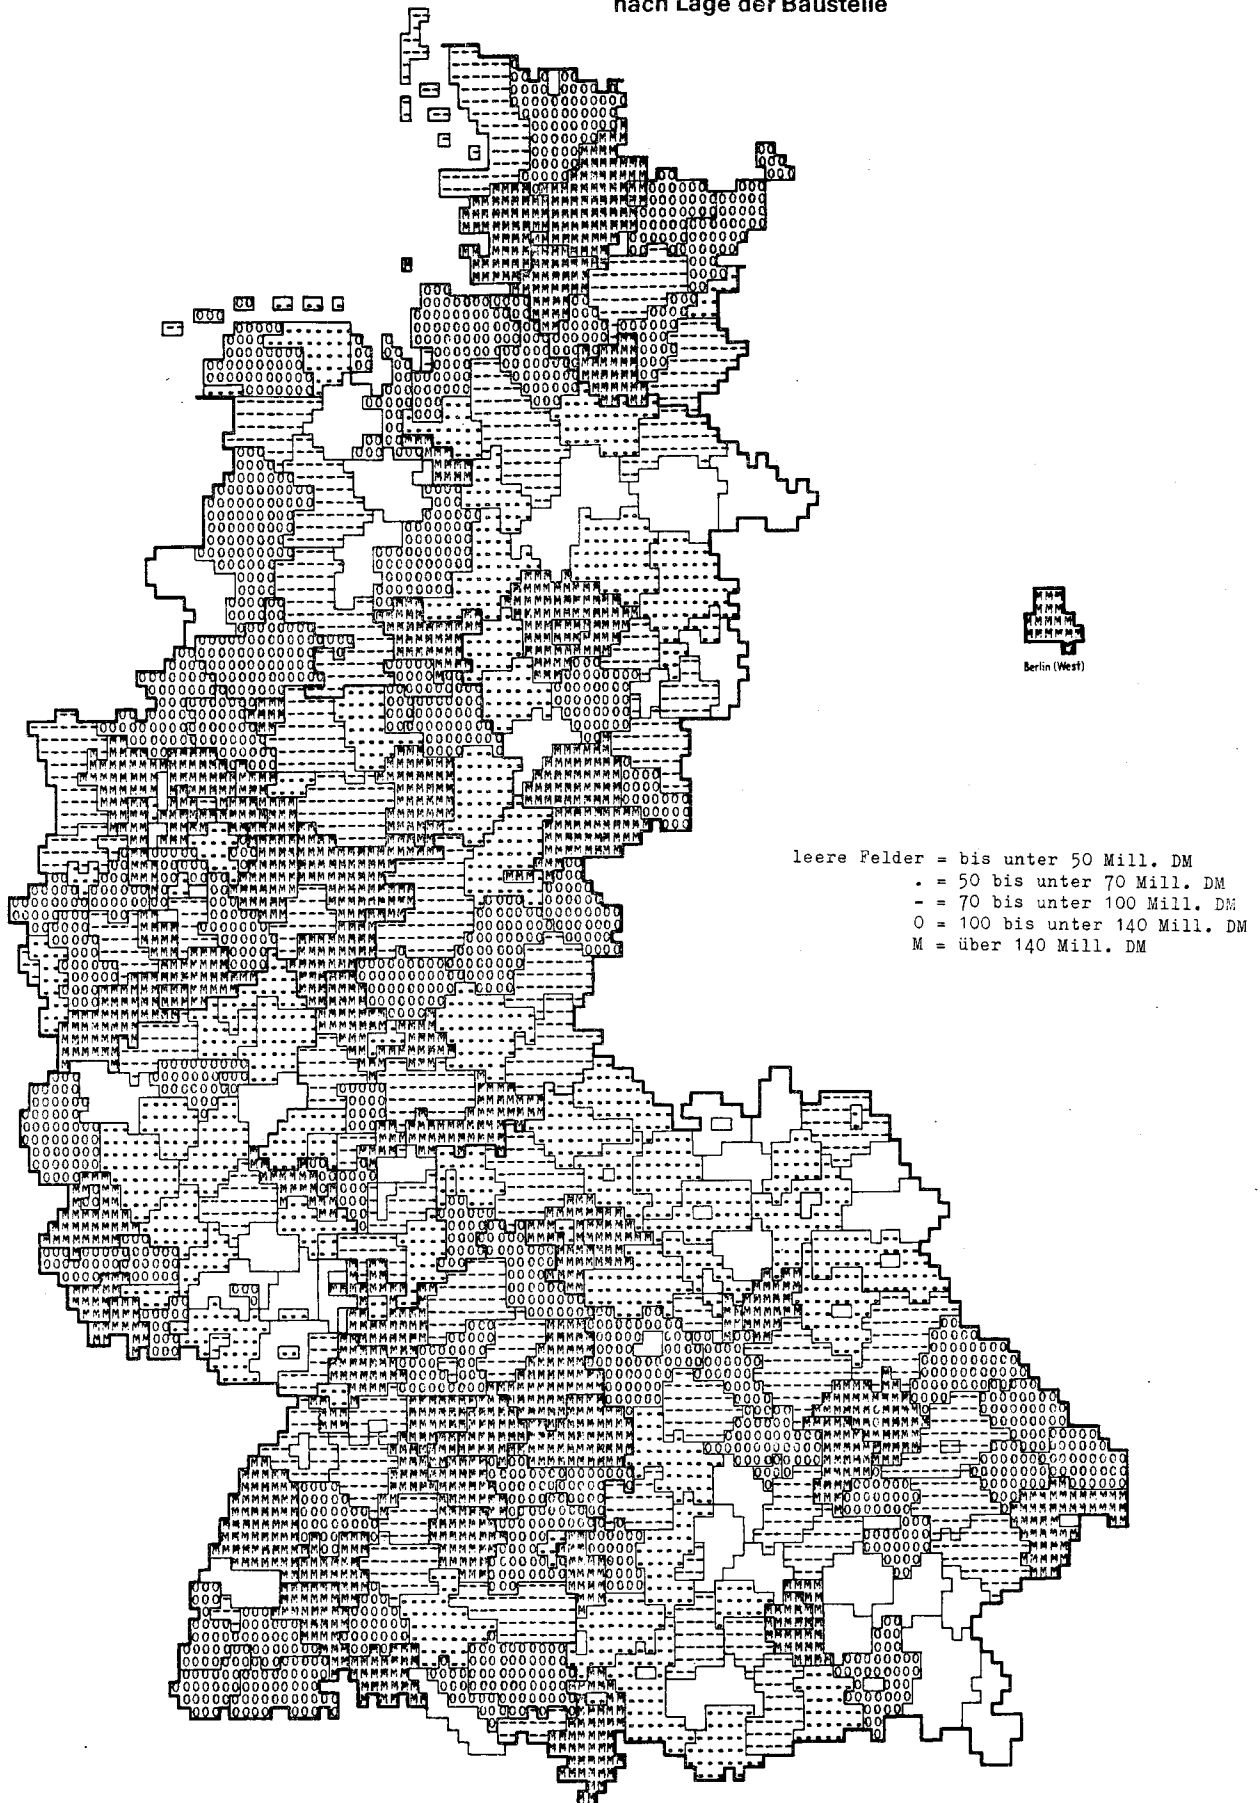 nach Lage der Baustelle
Berlin (West)
leere Felder = bis unter 50 Mill. DM
. = 50 bis unter 70 Mill. DM
- = 70 bis unter 100 Mill. DM
O = 100 bis unter 140 Mill. DM
M = über 140 Mill. DM